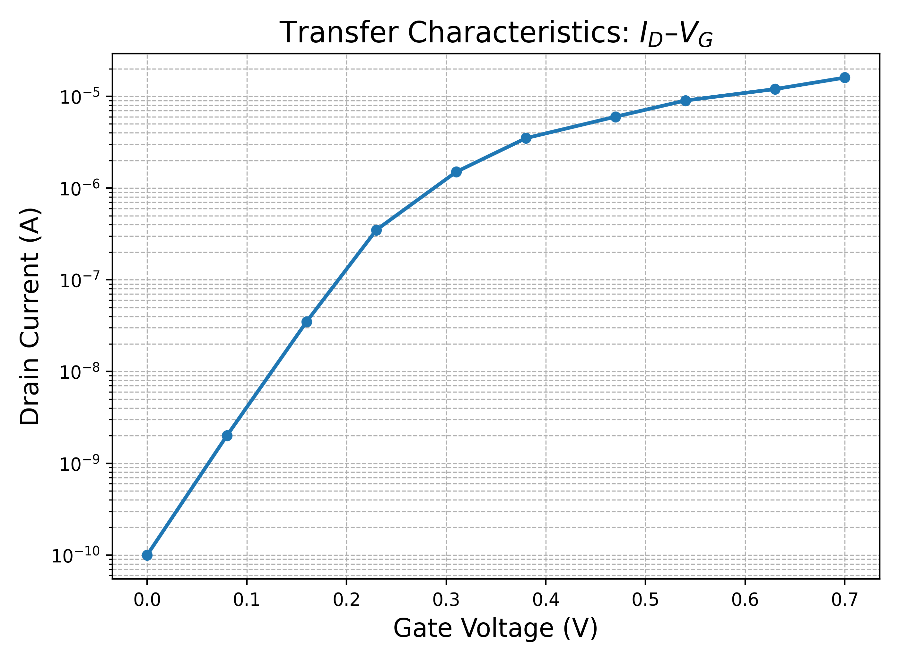 Transfer Characteristics: I_D–V_G
Drain Current (A)
10⁻⁵
10⁻⁶
10⁻⁷
10⁻⁸
10⁻⁹
10⁻¹⁰
0.0 0.1 0.2 0.3 0.4 0.5 0.6 0.7
Gate Voltage (V)